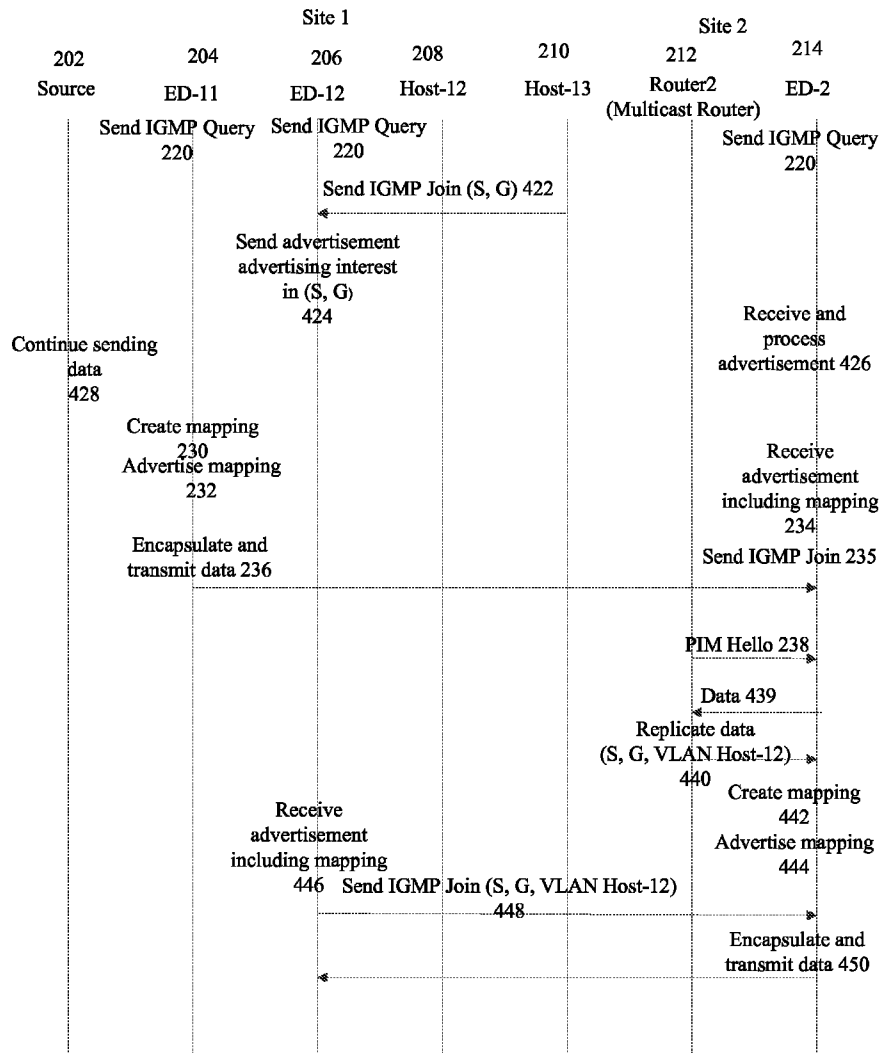 Site 1
Site 2
202
204
206
208
210
212
214
Source
ED-11
ED-12
Host-12
Host-13
Router2
(Multicast Router)
ED-2
Send IGMP Query
220
Send IGMP Query
220
Send IGMP Query
220
Send IGMP Join (S, G) 422
Send advertisement
advertising interest
in (S, G)
424
Receive and
process
advertisement 426
Continue sending
data
428
Create mapping
230
Advertise mapping
232
Receive
advertisement
including mapping
234
Encapsulate and
transmit data 236
Send IGMP Join 235
PIM Hello 238
Data 439
Replicate data
(S, G, VLAN Host-12)
440
Create mapping
442
Advertise mapping
444
Receive
advertisement
including mapping
446
Send IGMP Join (S, G, VLAN Host-12)
448
Encapsulate and
transmit data 450